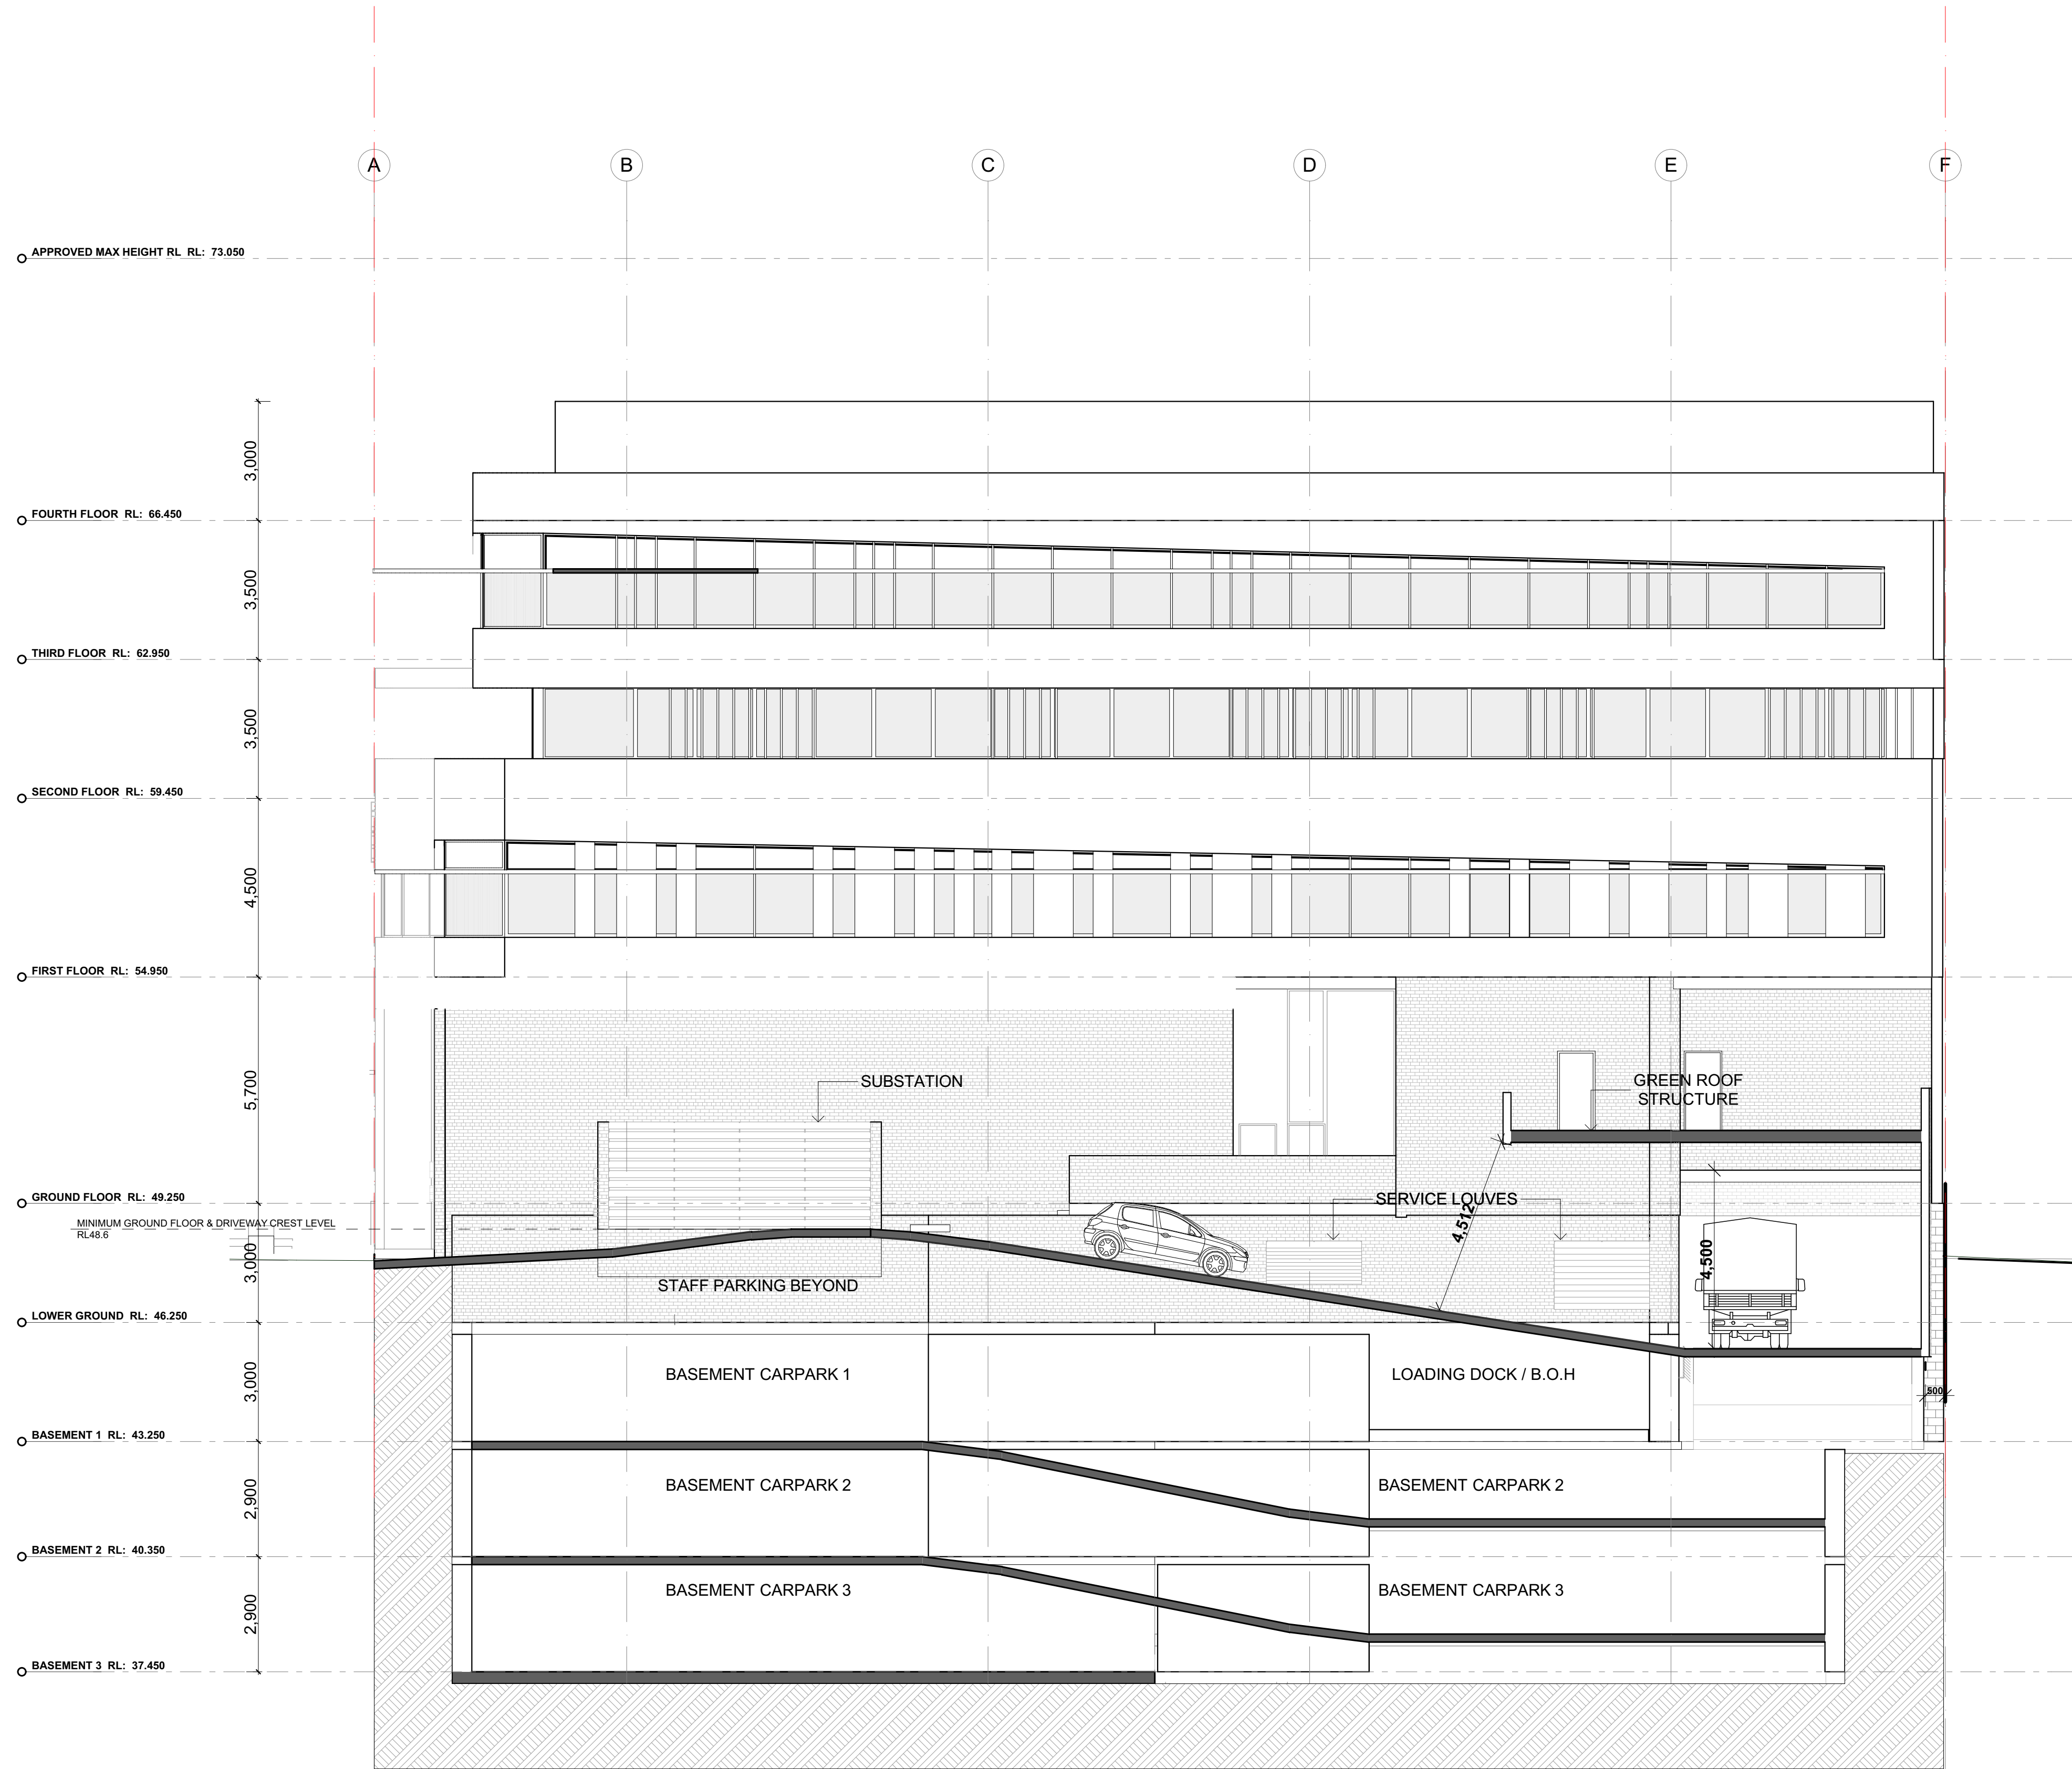 A
B
C
D
E
F
APPROVED MAX HEIGHT RL RL: 73.050
3,000
FOURTH FLOOR RL: 66.450
3,500
THIRD FLOOR RL: 62.950
3,500
SECOND FLOOR RL: 59.450
4,500
FIRST FLOOR RL: 54.950
5,700
SUBSTATION
GREEN ROOF
STRUCTURE
GROUND FLOOR RL: 49.250
SERVICE LOUVES
4,512
MINIMUM GROUND FLOOR & DRIVEWAY CREST LEVEL
RL48.6
3,000
4,500
STAFF PARKING BEYOND
LOWER GROUND RL: 46.250
3,000
BASEMENT CARPARK 1
LOADING DOCK / B.O.H
500
BASEMENT 1 RL: 43.250
2,900
BASEMENT CARPARK 2
BASEMENT CARPARK 2
BASEMENT 2 RL: 40.350
2,900
BASEMENT CARPARK 3
BASEMENT CARPARK 3
BASEMENT 3 RL: 37.450